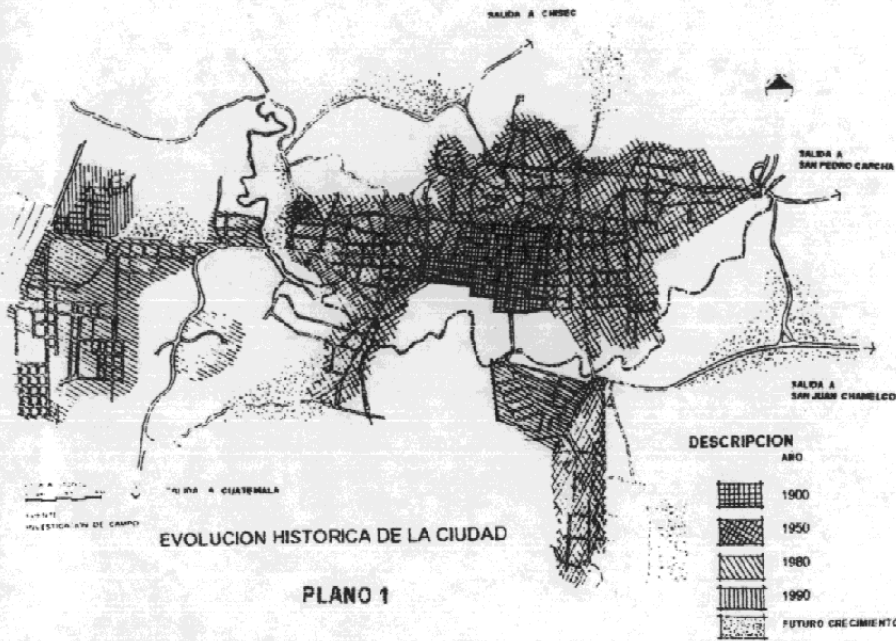 SALIDA A CHISEC
SALIDA A
SAN PEDRO CARCHA
SALIDA A
SAN JUAN CHAMELCO
SALIDA A GUATEMALA
FUENTE
INVESTIGACION DE CAMPO
EVOLUCION HISTORICA DE LA CIUDAD
PLANO 1
DESCRIPCION
AÑO
1900
1950
1980
1990
FUTURO CRECIMIENTO